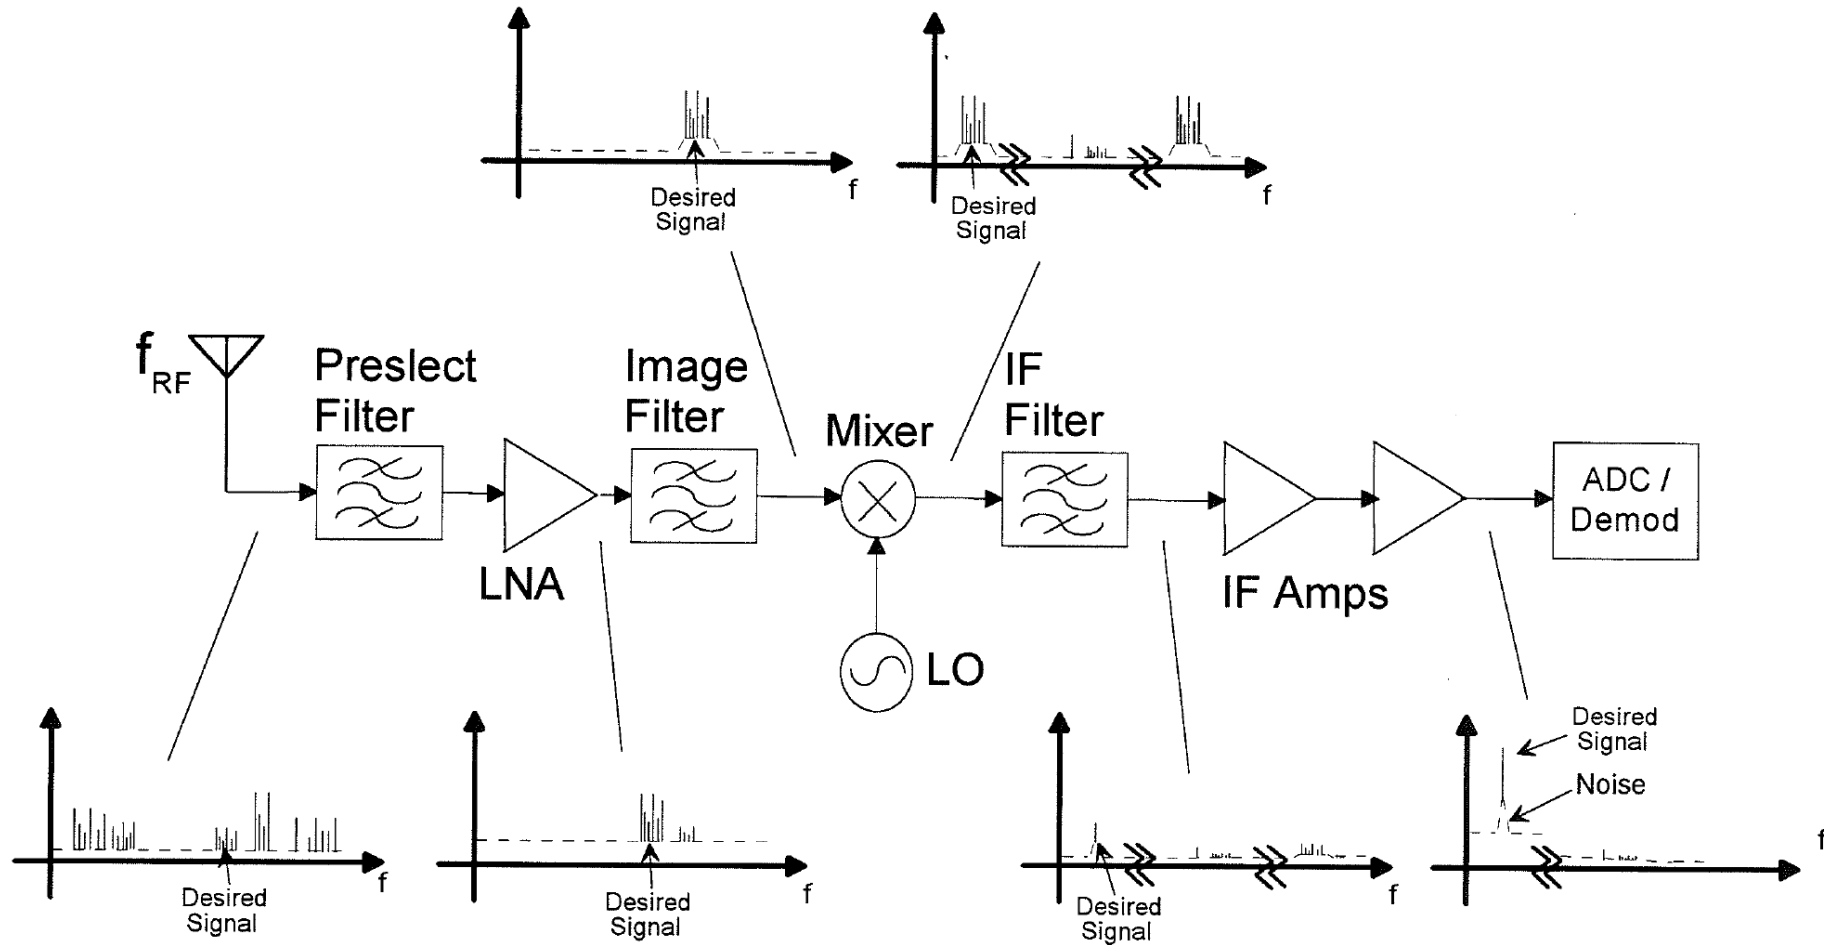 f
Desired
Signal
f
Desired
Signal
f
RF
Preslect
Filter
Image
Filter
Mixer
IF
Filter
ADC /
Demod
LNA
IF Amps
LO
f
Desired
Signal
f
Desired
Signal
f
Desired
Signal
Desired
Signal
Noise
f